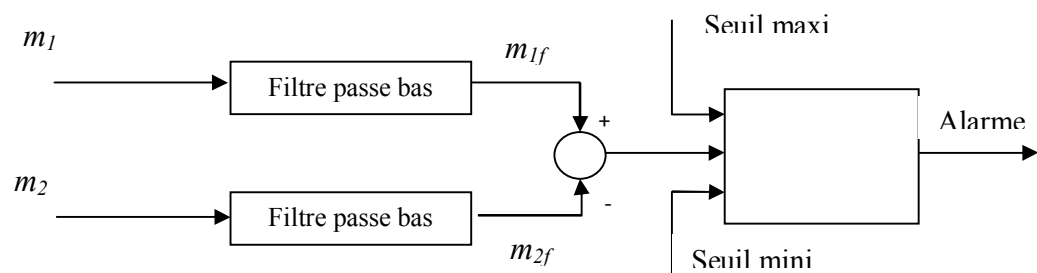 Seuil maxi
m1
m1f
Filtre passe bas
+
Alarme
m2
Filtre passe bas
-
m2f
Seuil mini